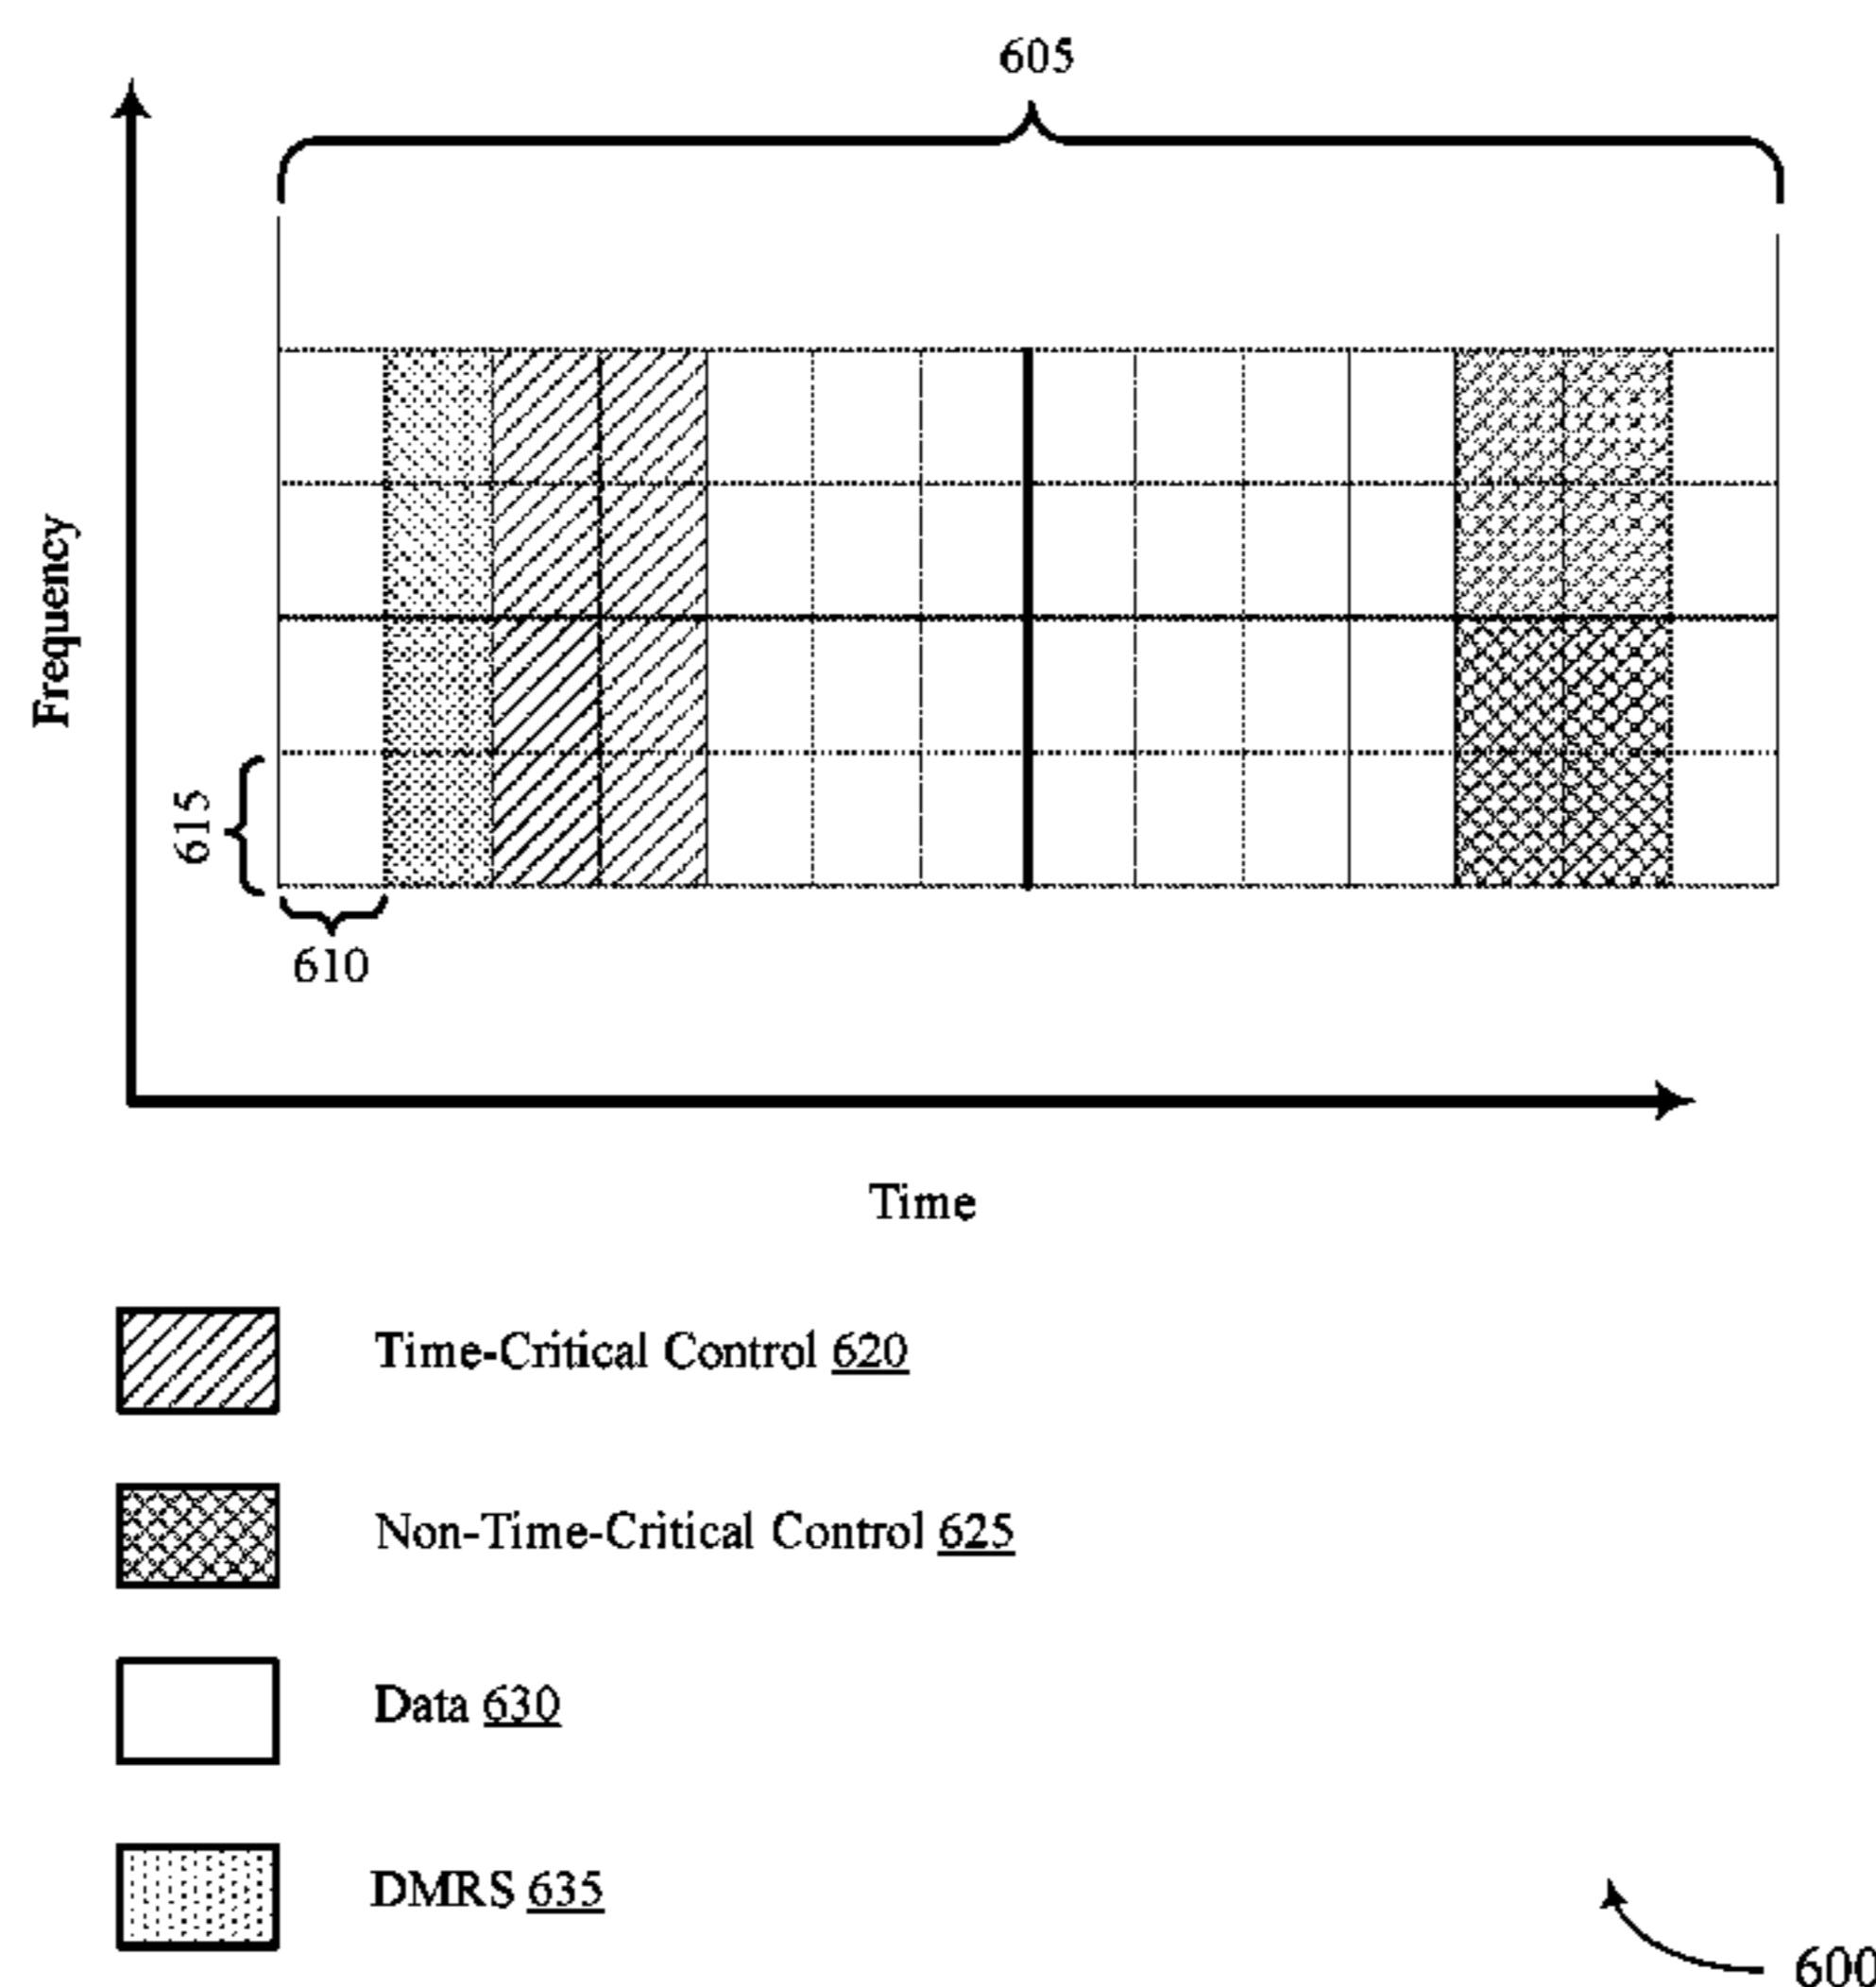 605
Frequency
615
610
Time
Time-Critical Control 620
Non-Time-Critical Control 625
Data 630
DMRS 635
600